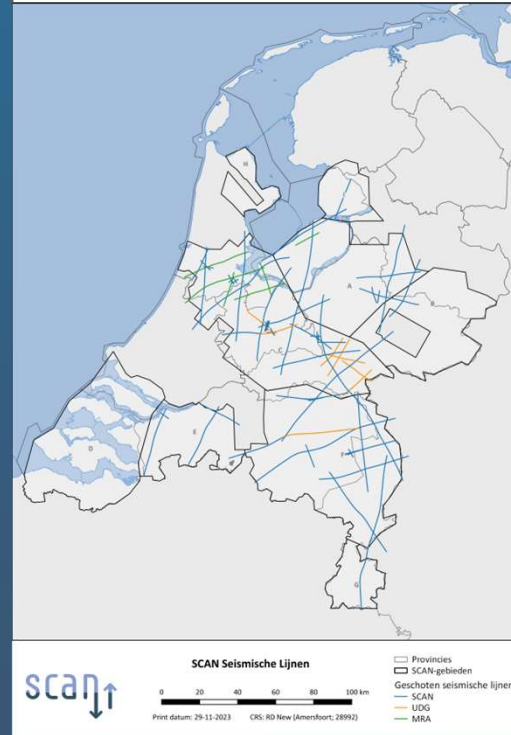 H
A
B
C
D
E
F
G
scan
SCAN Seismische Lijnen
0 20 40 60 80 100 km
Print datum: 29-11-2023 CRS: RD New (Amersfoort; 28992)
Provincies
SCAN-gebieden
Geschoten seismische lijnen
SCAN
UDG
MRA